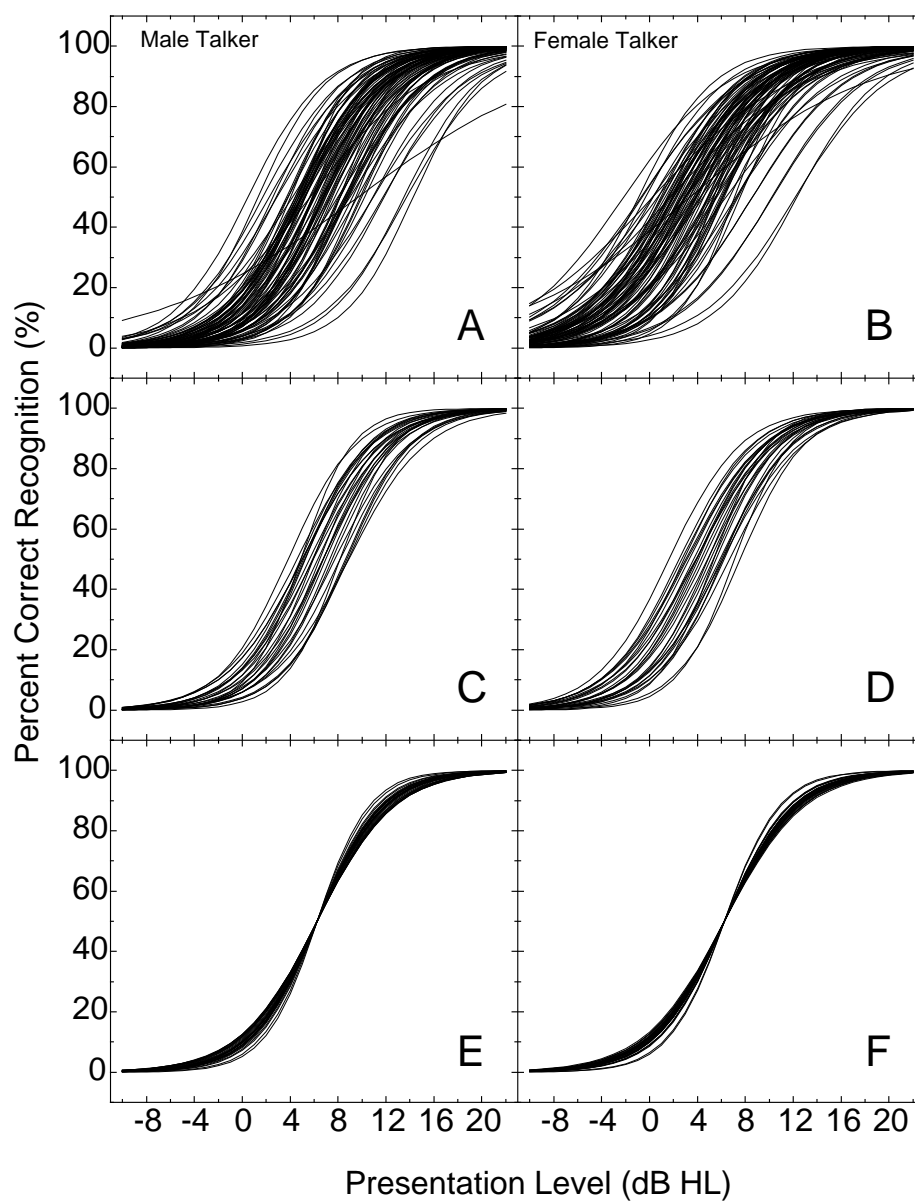 Male Talker
Female Talker
100
80
60
40
20
0
A
B
100
80
60
40
20
0
C
D
100
80
60
40
20
0
E
F
-8 -4 0 4 8 12 16 20
-8 -4 0 4 8 12 16 20
Percent Correct Recognition (%)
Presentation Level (dB HL)